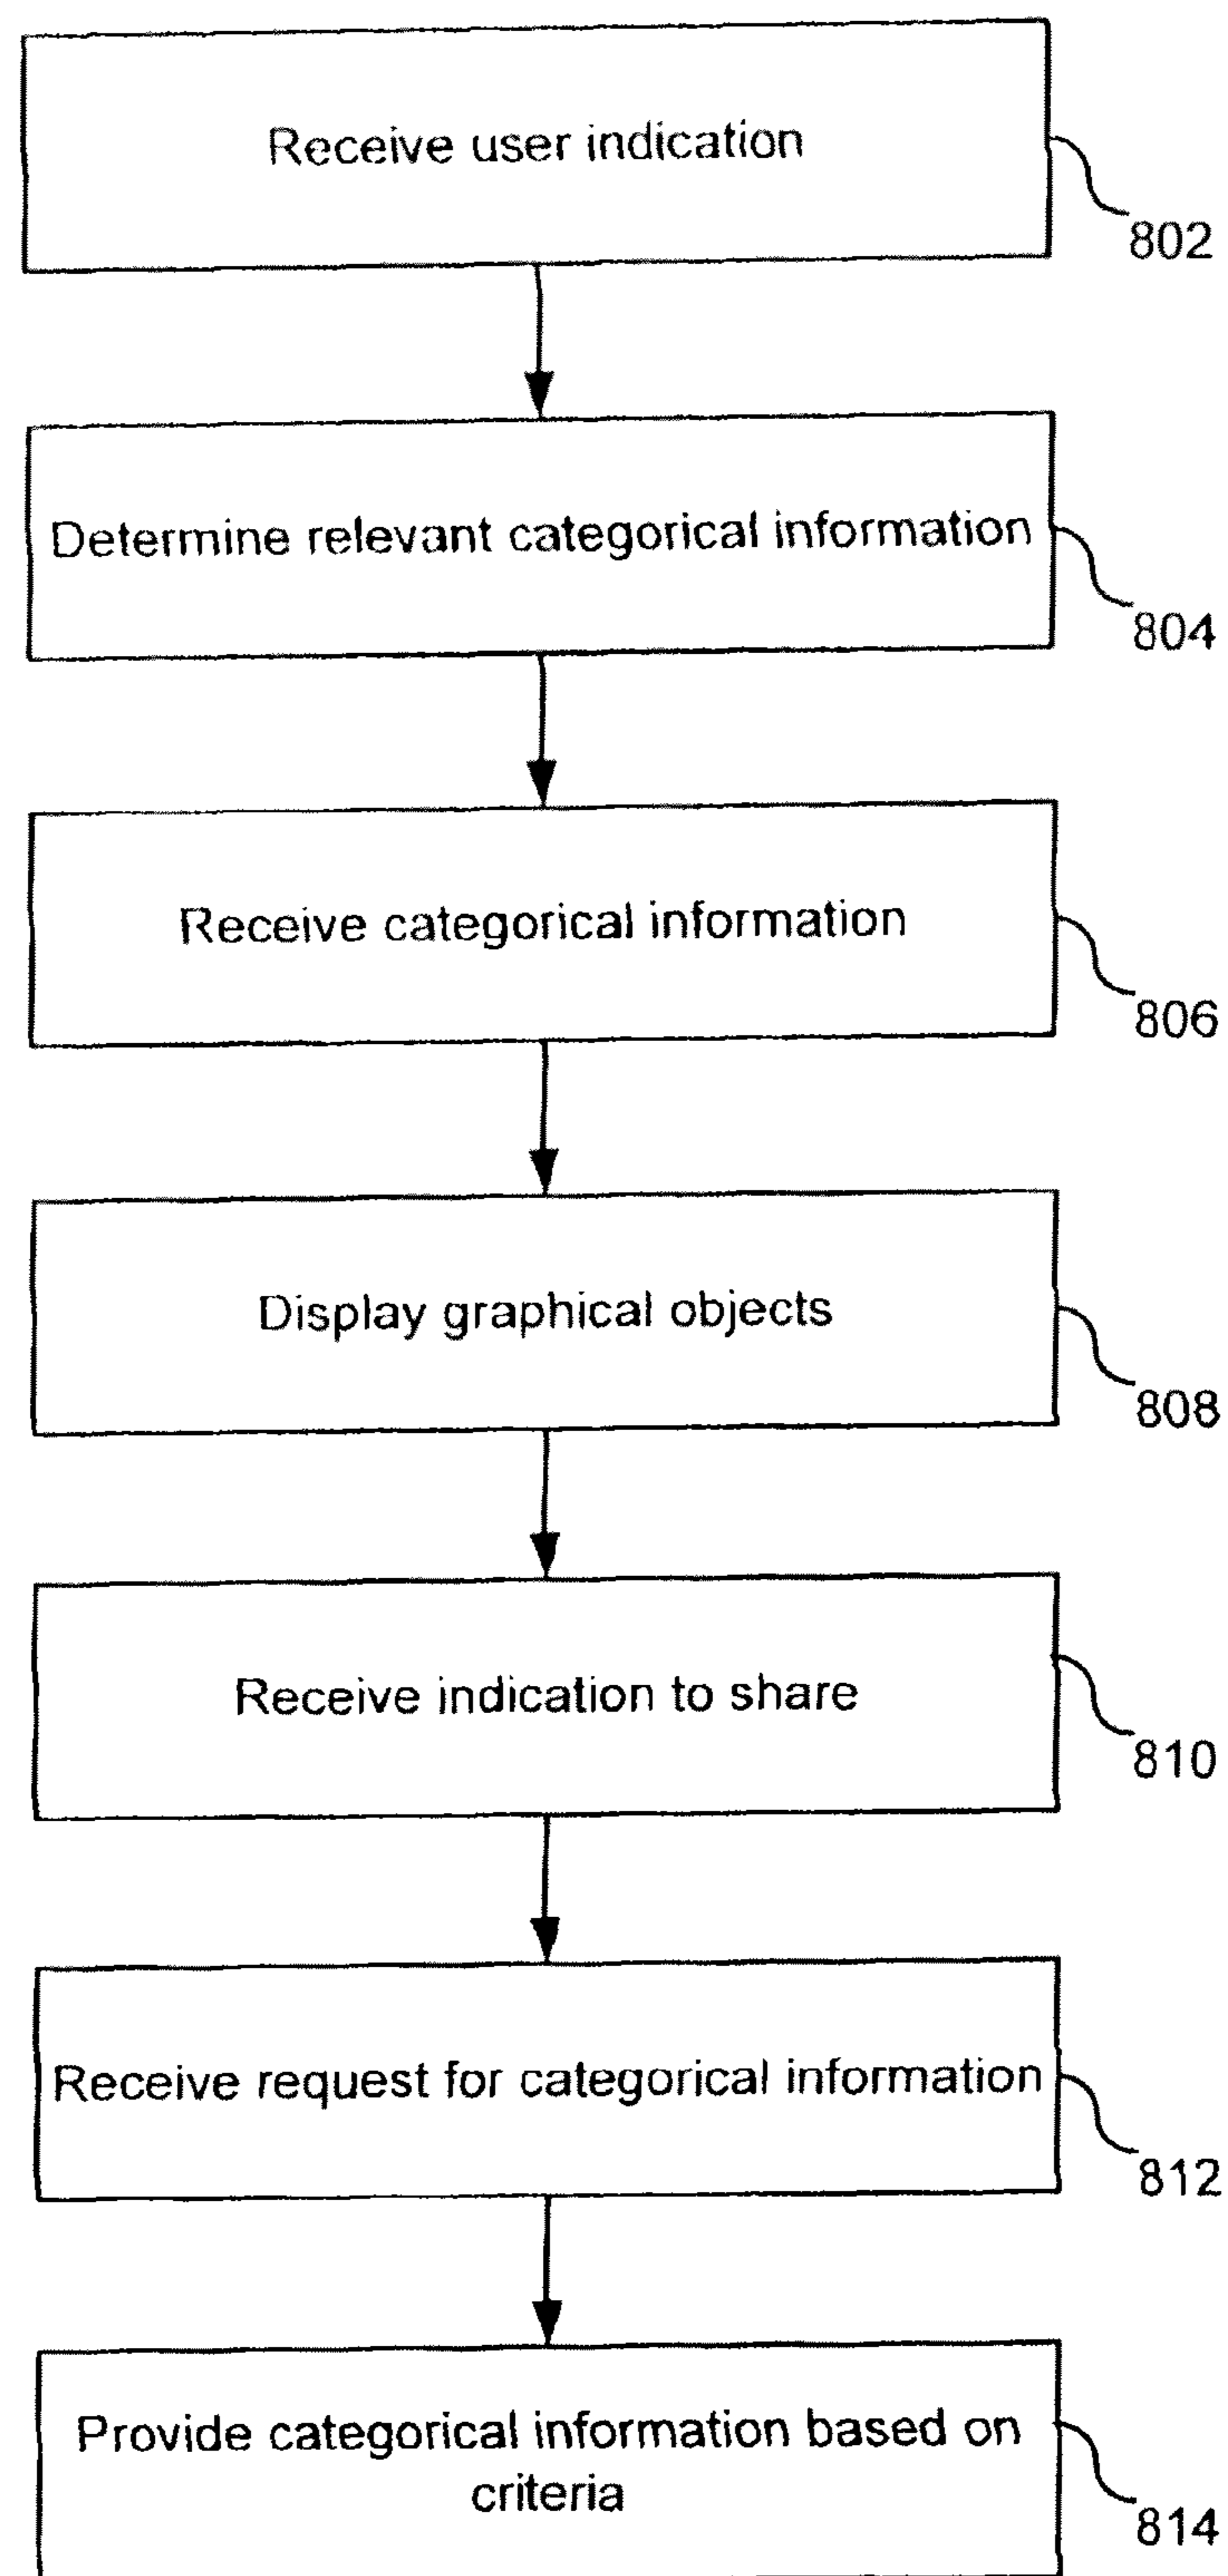 Receive user indication
802
Determine relevant categorical information
804
Receive categorical information
806
Display graphical objects
808
Receive indication to share
810
Receive request for categorical information
812
Provide categorical information based on
criteria
814